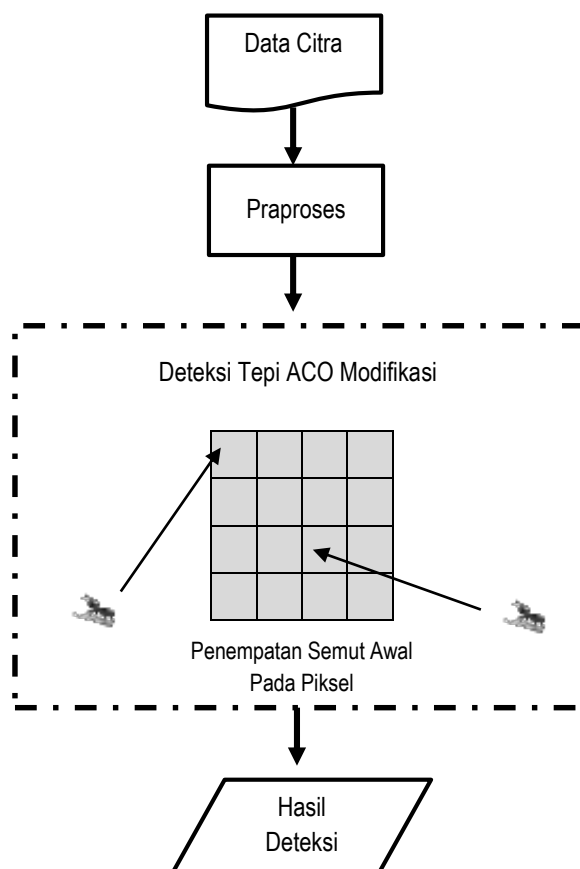 Data Citra
Praproses
Deteksi Tepi ACO Modifikasi
Penempatan Semut Awal
Pada Piksel
Hasil
Deteksi